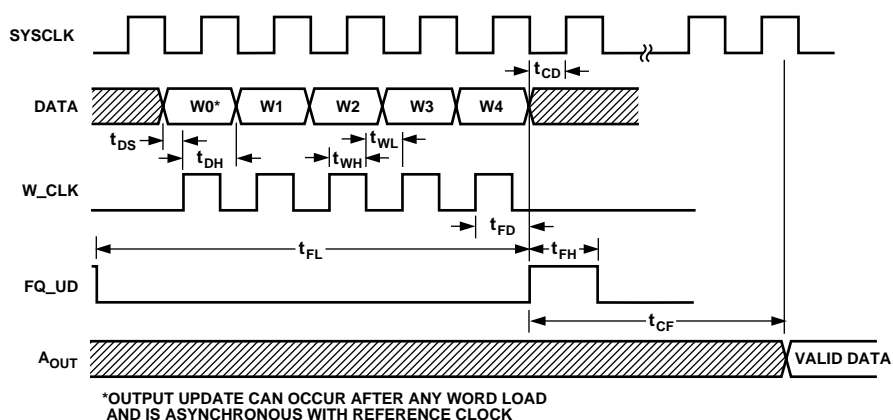 SYSCLK
tCD
DATA
W0*
W1
W2
W3
W4
tDS
tDH
tWH
tWL
W_CLK
tFD
tFL
tFH
FQ_UD
tCF
AOUT
VALID DATA
*OUTPUT UPDATE CAN OCCUR AFTER ANY WORD LOAD
AND IS ASYNCHRONOUS WITH REFERENCE CLOCK